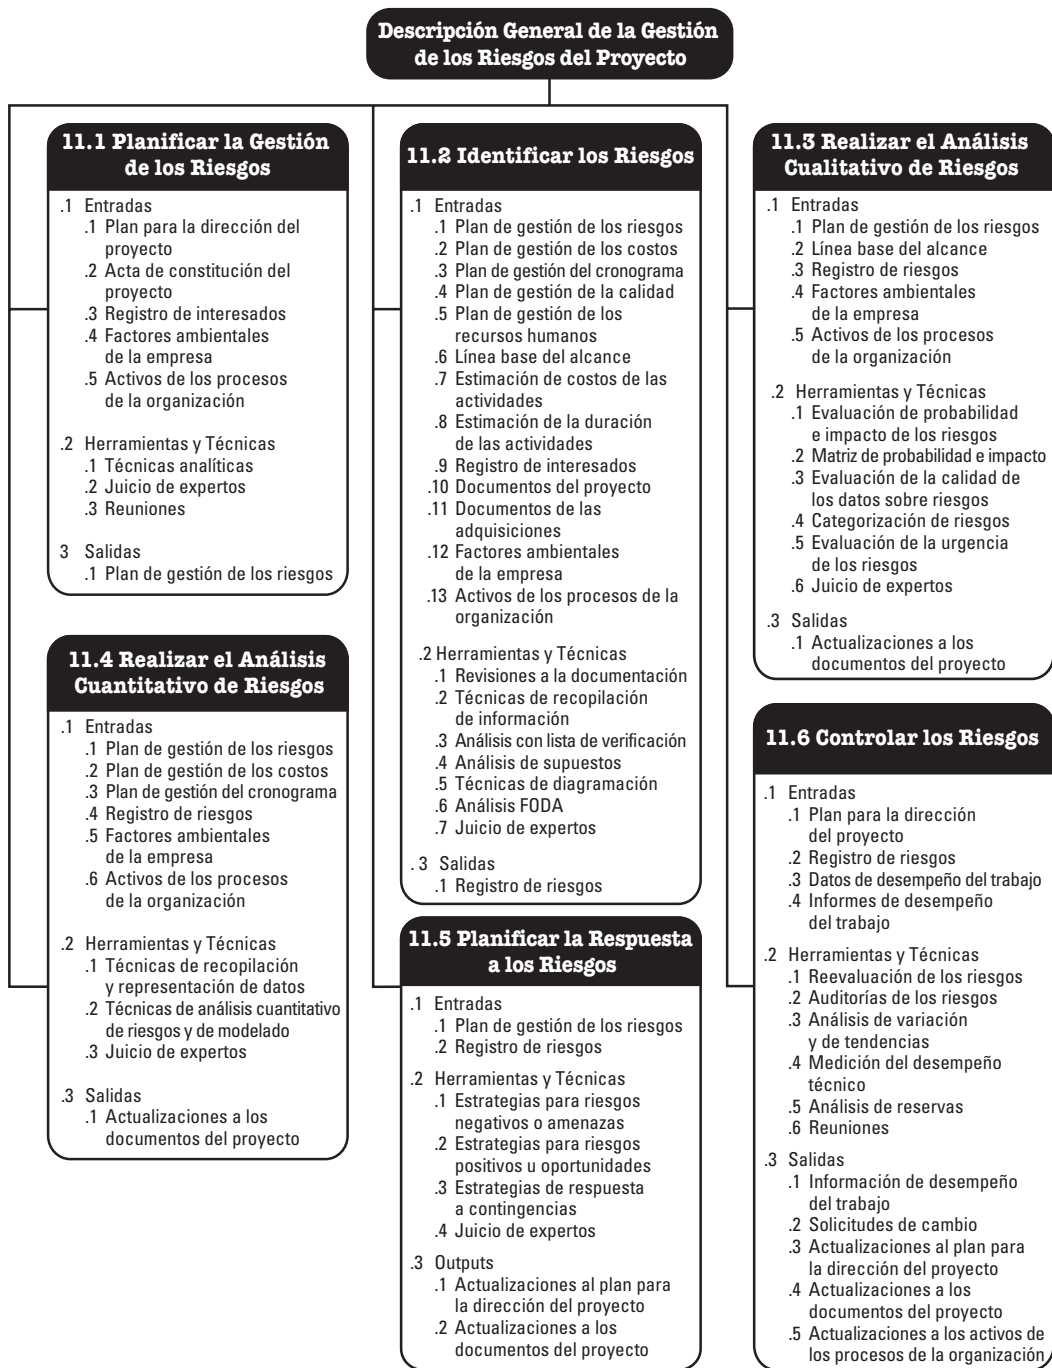 Descripción General de la Gestión
de los Riesgos del Proyecto
11.1 Planificar la Gestión
de los Riesgos
.1 Entradas
.1 Plan para la dirección del
proyecto
.2 Acta de constitución del
proyecto
.3 Registro de interesados
.4 Factores ambientales
de la empresa
.5 Activos de los procesos
de la organización
.2 Herramientas y Técnicas
.1 Técnicas analíticas
.2 Juicio de expertos
.3 Reuniones
3 Salidas
.1 Plan de gestión de los riesgos
11.2 Identificar los Riesgos
.1 Entradas
.1 Plan de gestión de los riesgos
.2 Plan de gestión de los costos
.3 Plan de gestión del cronograma
.4 Plan de gestión de la calidad
.5 Plan de gestión de los
recursos humanos
.6 Línea base del alcance
.7 Estimación de costos de las
actividades
.8 Estimación de la duración
de las actividades
.9 Registro de interesados
.10 Documentos del proyecto
.11 Documentos de las
adquisiciones
.12 Factores ambientales
de la empresa
.13 Activos de los procesos de la
organización
.2 Herramientas y Técnicas
.1 Revisiones a la documentación
.2 Técnicas de recopilación
de información
.3 Análisis con lista de verificación
.4 Análisis de supuestos
.5 Técnicas de diagramación
.6 Análisis FODA
.7 Juicio de expertos
. 3 Salidas
.1 Registro de riesgos
11.3 Realizar el Análisis
Cualitativo de Riesgos
.1 Entradas
.1 Plan de gestión de los riesgos
.2 Línea base del alcance
.3 Registro de riesgos
.4 Factores ambientales
de la empresa
.5 Activos de los procesos
de la organización
.2 Herramientas y Técnicas
.1 Evaluación de probabilidad
e impacto de los riesgos
.2 Matriz de probabilidad e impacto
.3 Evaluación de la calidad de
los datos sobre riesgos
.4 Categorización de riesgos
.5 Evaluación de la urgencia
de los riesgos
.6 Juicio de expertos
.3 Salidas
.1 Actualizaciones a los
documentos del proyecto
11.4 Realizar el Análisis
Cuantitativo de Riesgos
.1 Entradas
.1 Plan de gestión de los riesgos
.2 Plan de gestión de los costos
.3 Plan de gestión del cronograma
.4 Registro de riesgos
.5 Factores ambientales
de la empresa
.6 Activos de los procesos
de la organización
.2 Herramientas y Técnicas
.1 Técnicas de recopilación
y representación de datos
.2 Técnicas de análisis cuantitativo
de riesgos y de modelado
.3 Juicio de expertos
.3 Salidas
.1 Actualizaciones a los
documentos del proyecto
11.5 Planificar la Respuesta
a los Riesgos
.1 Entradas
.1 Plan de gestión de los riesgos
.2 Registro de riesgos
.2 Herramientas y Técnicas
.1 Estrategias para riesgos
negativos o amenazas
.2 Estrategias para riesgos
positivos u oportunidades
.3 Estrategias de respuesta
a contingencias
.4 Juicio de expertos
.3 Outputs
.1 Actualizaciones al plan para
la dirección del proyecto
.2 Actualizaciones a los
documentos del proyecto
11.6 Controlar los Riesgos
.1 Entradas
.1 Plan para la dirección
del proyecto
.2 Registro de riesgos
.3 Datos de desempeño del trabajo
.4 Informes de desempeño
del trabajo
.2 Herramientas y Técnicas
.1 Reevaluación de los riesgos
.2 Auditorías de los riesgos
.3 Análisis de variación
y de tendencias
.4 Medición del desempeño
técnico
.5 Análisis de reservas
.6 Reuniones
.3 Salidas
.1 Información de desempeño
del trabajo
.2 Solicitudes de cambio
.3 Actualizaciones al plan para
la dirección del proyecto
.4 Actualizaciones a los
documentos del proyecto
.5 Actualizaciones a los activos de
los procesos de la organización